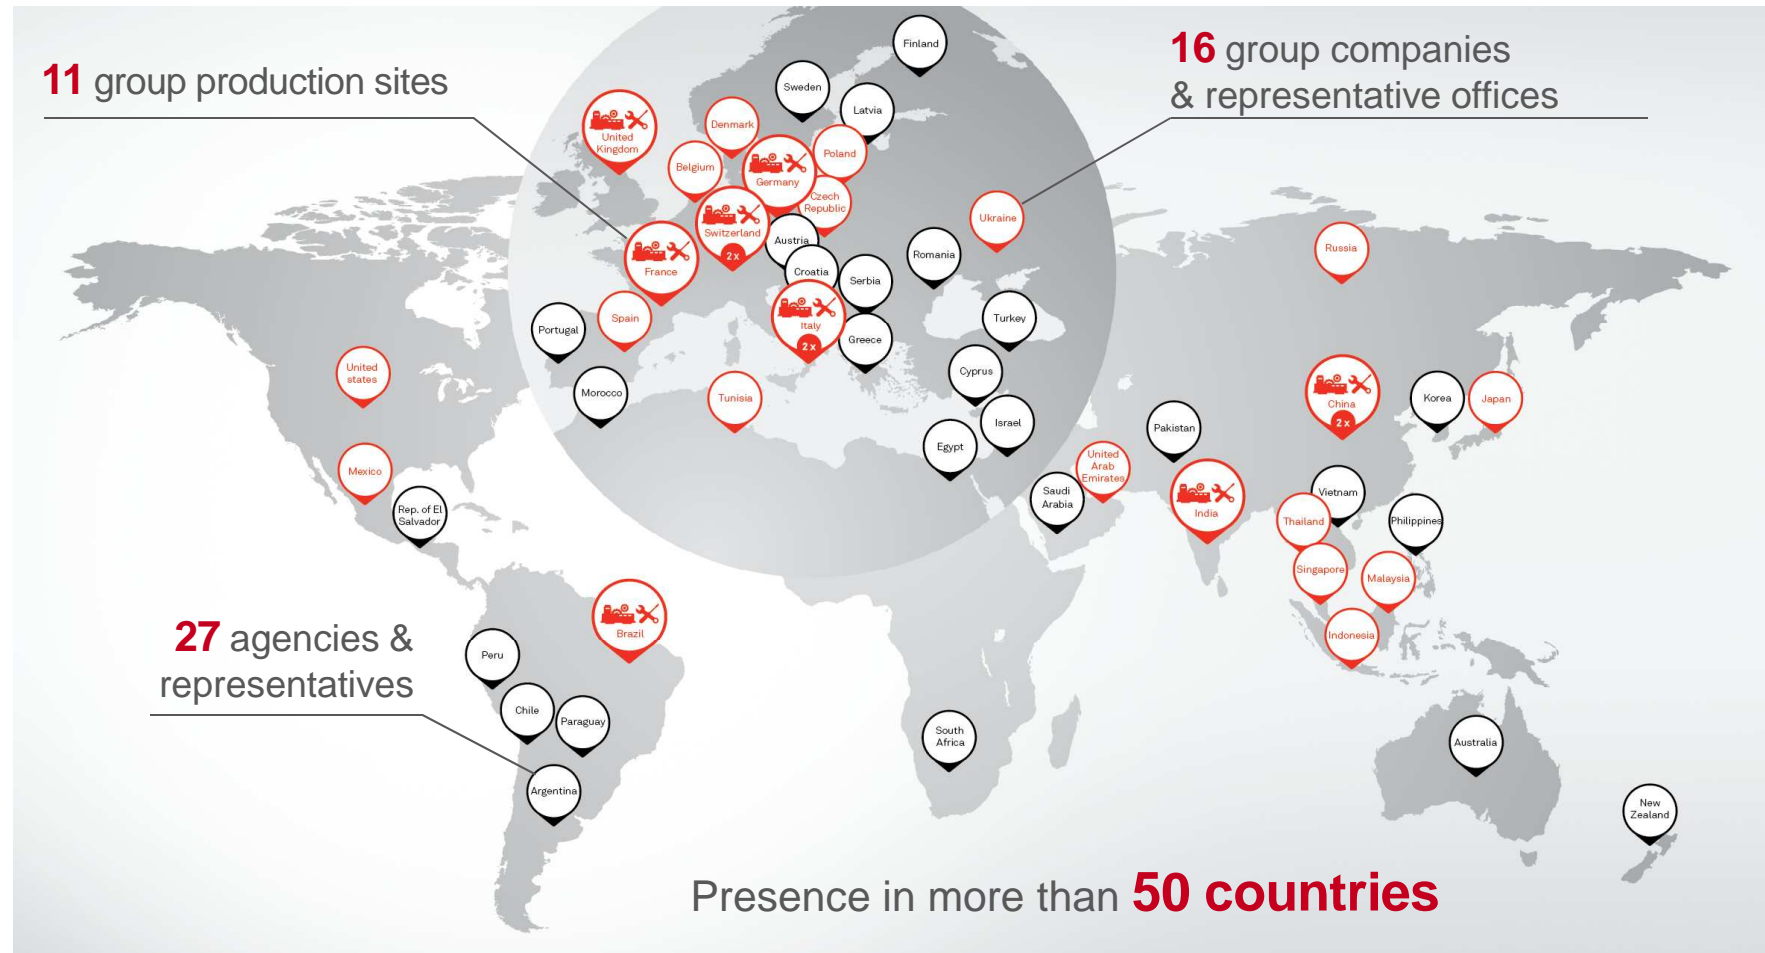 11 group production sites
16 group companies
& representative offices
Finland
Sweden
Latvia
United
Kingdom
Denmark
Poland
Belgium
Germany
Czech
Republic
Switzerland
2 x
Austria
Ukraine
France
Croatia
Serbia
Romania
Russia
Spain
Portugal
Italy
2 x
Greece
Turkey
United
states
Morocco
Tunisia
Cyprus
China
2 x
Korea
Japan
Israel
Egypt
Pakistan
Mexico
United
Arab
Emirates
Rep. of El
Salvador
Saudi
Arabia
India
Vietnam
Thailand
Philippines
Singapore
Malaysia
Brazil
Indonesia
27 agencies &
representatives
Peru
Chile
Paraguay
South
Africa
Australia
Argentina
New
Zealand
Presence in more than 50 countries